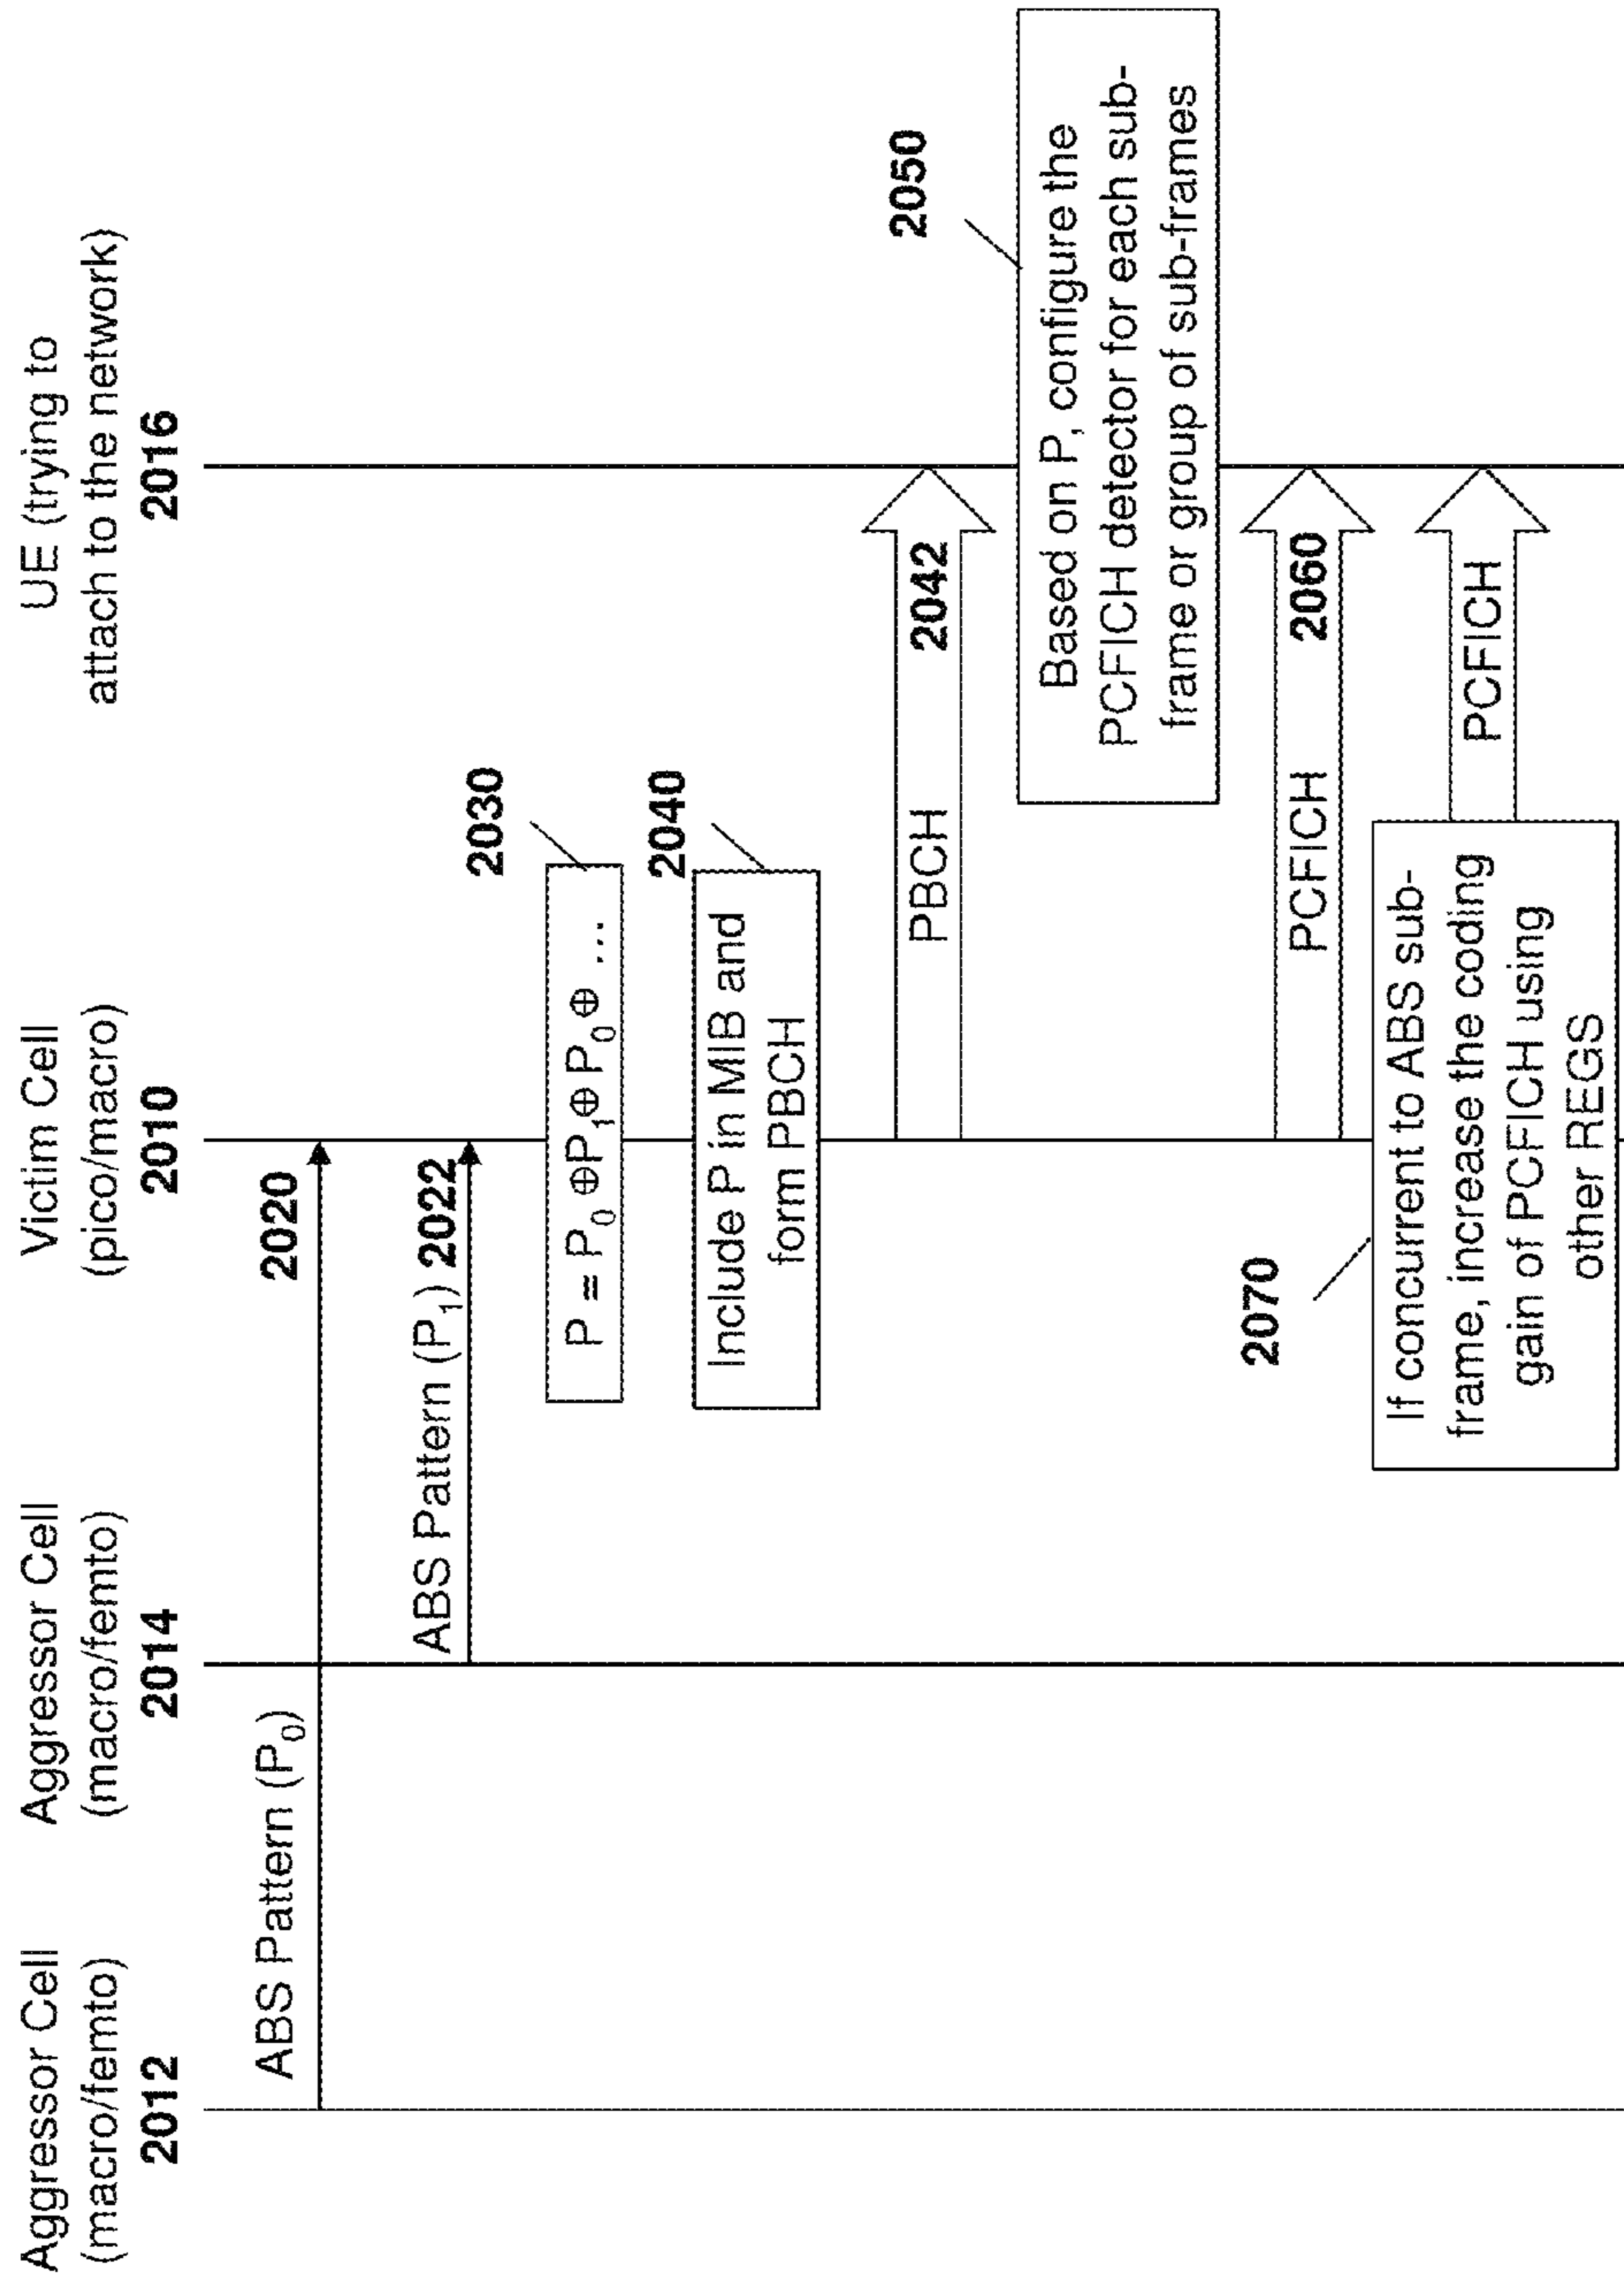 Aggressor Cell
(macro/femto)
2012
Aggressor Cell
(macro/femto)
2014
Victim Cell
(pico/macro)
2010
UE (trying to
attach to the network)
2016
ABS Pattern (P0)
2020
ABS Pattern (P1) 2022
2030
P = P0 ⊕P1⊕ P0⊕ ...
2040
Include P in MIB and
form PBCH
PBCH
2042
2050
Based on P, configure the
PCFICH detector for each sub-
frame or group of sub-frames
PCFICH
2060
2070
If concurrent to ABS sub-
frame, increase the coding
gain of PCFICH using
other REGS
PCFICH